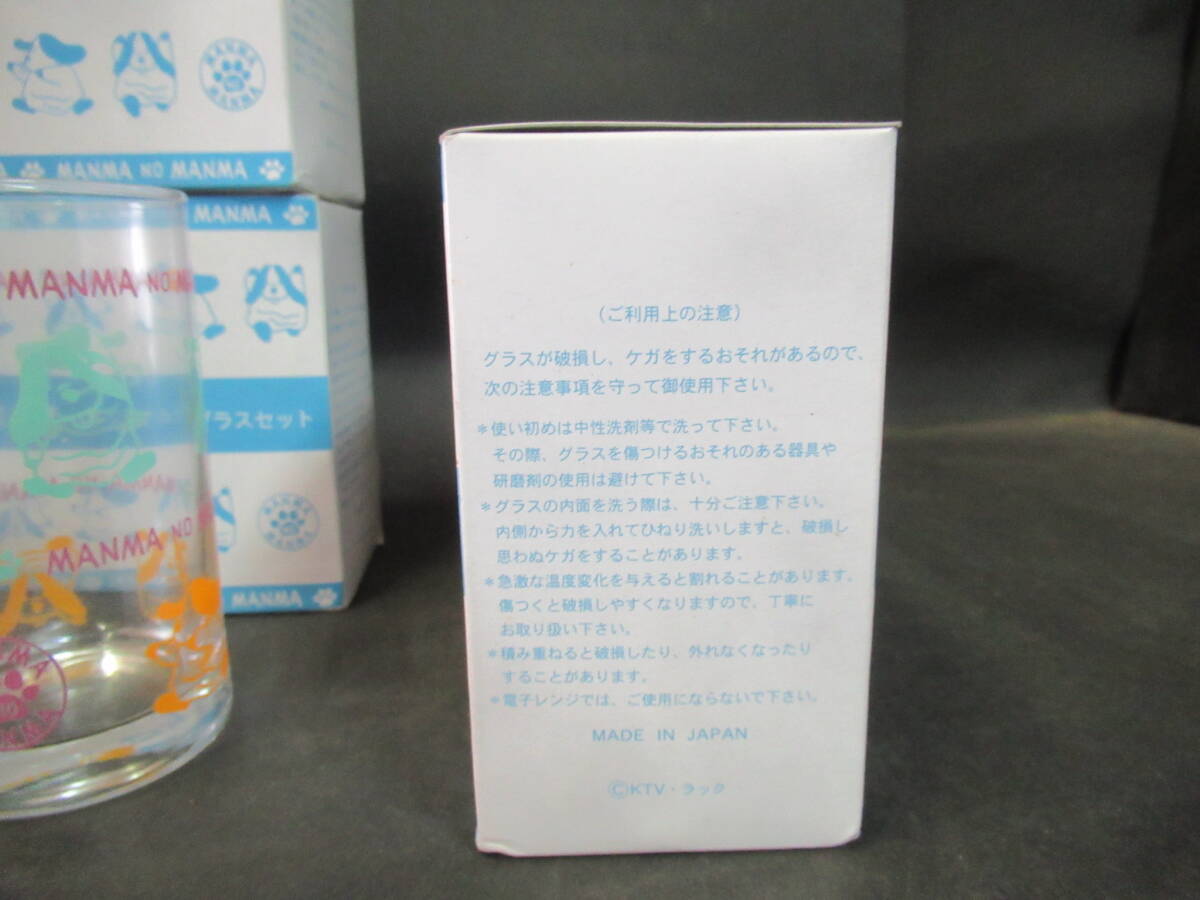 MANMA
MANMA
MANMA NO MANMA
MANMA
グラスセット
MANMA
MANMA NO
MANMA NO
(ご利用上の注意)
グラスが破損し、ケガをするおそれがあるので、
次の注意事項を守って御使用下さい。
*使い初めは中性洗剤等で洗って下さい。
その際、グラスを傷つけるおそれのある器具や
研磨剤の使用は避けて下さい。
*グラスの内面を洗う際は、十分ご注意下さい。
内側から力を入れてひねり洗いしますと、破損し
思わぬケガをすることがあります。
*急激な温度変化を与えると割れることがあります。
傷つくと破損しやすくなりますので、丁寧に
お取り扱い下さい。
*積み重ねると破損したり、外れなくなったり
することがあります。
*電子レンジでは、ご使用にならないで下さい。
MADE IN JAPAN
©KTV・ラック